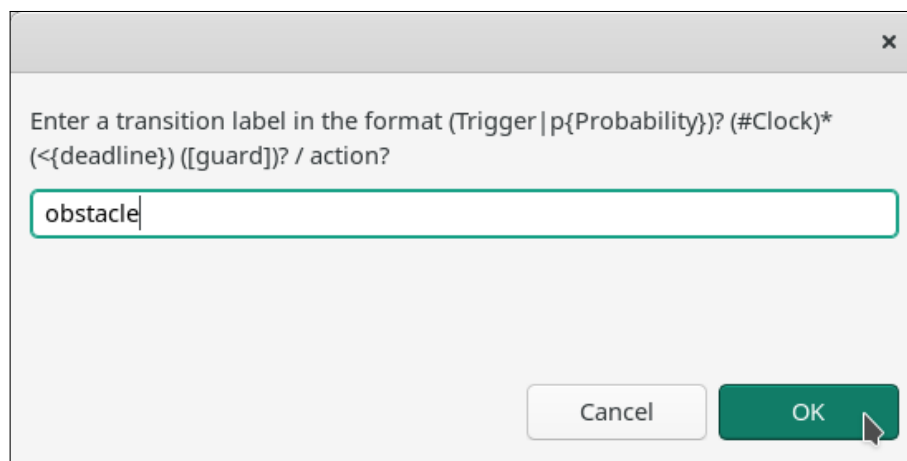 Enter a transition label in the format (Trigger|p{Probability})? (#Clock)*
(<{deadline}) ([guard])? / action?
obstacle
Cancel
OK